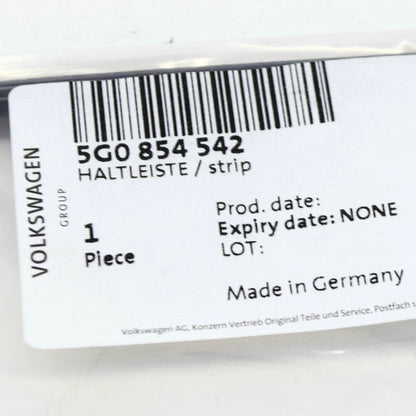 5G0 854 542
HALTLEISTE / strip
VOLKSWAGEN
GROUP
1
Piece
Prod. date:
Expiry date: NONE
LOT:
Made in Germany
Volkswagen AG, Konzern Vertrieb Original Teile und Service, Postfach